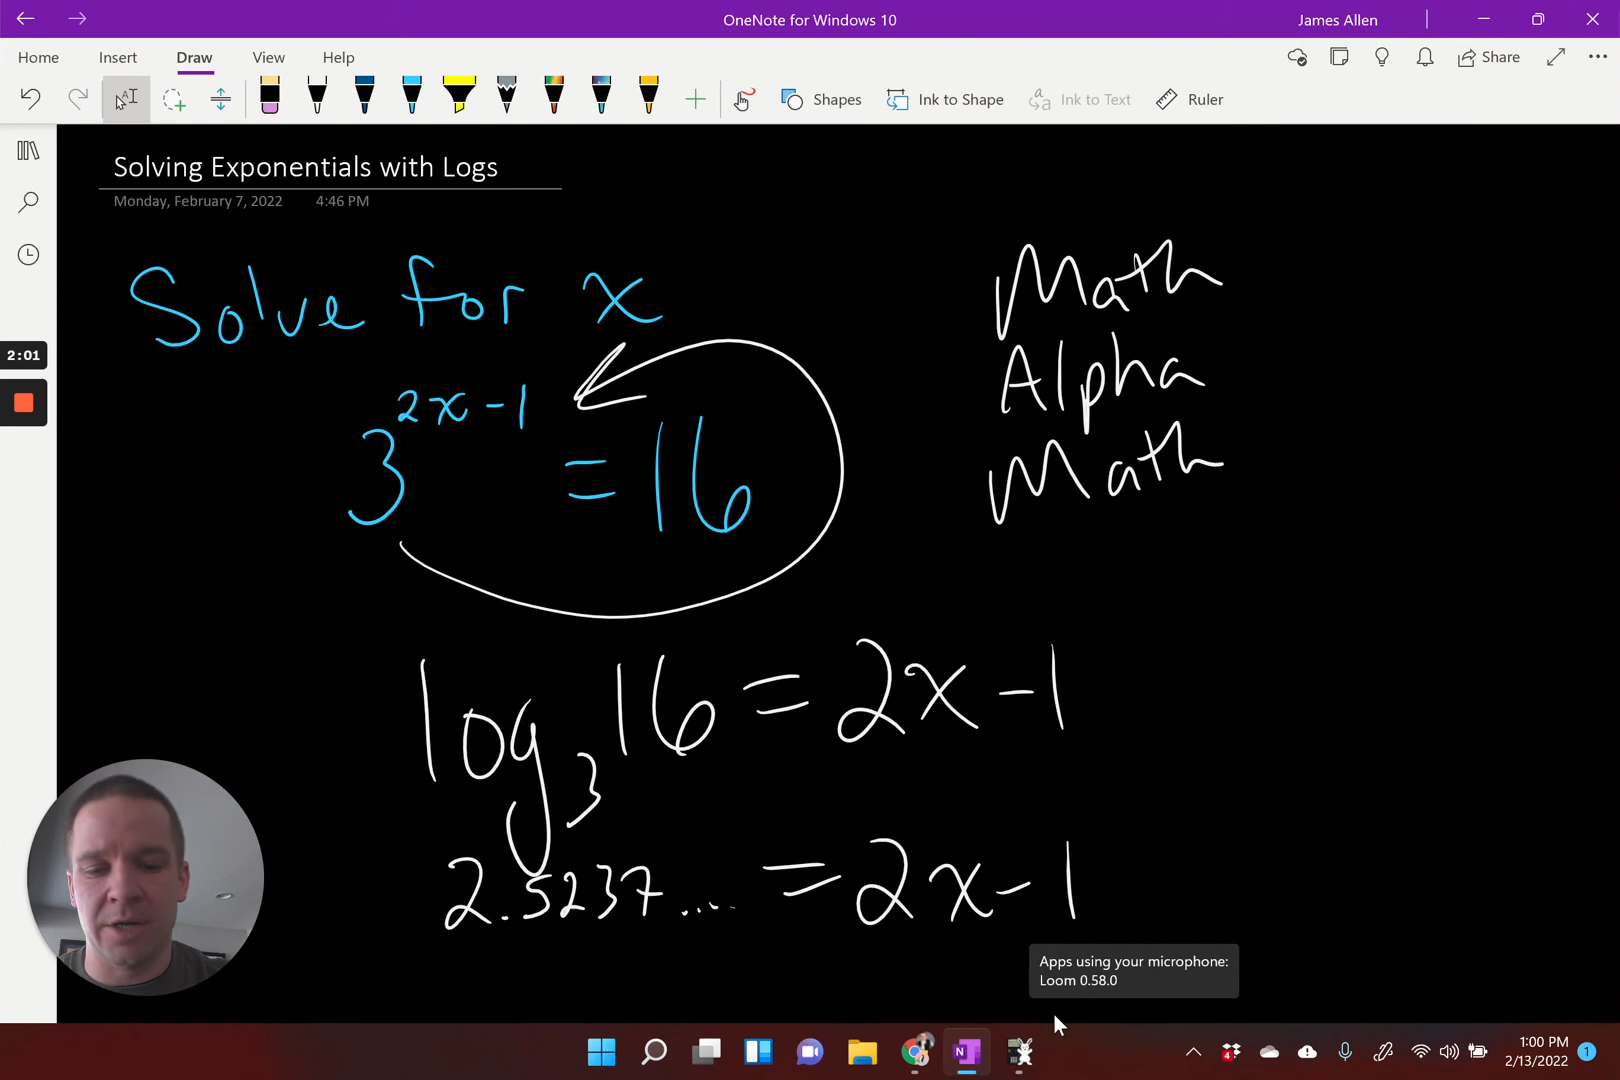 OneNote for Windows 10
James Allen
Home Insert Draw View Help
Share
Shapes Ink to Shape Ink to Text Ruler
Solving Exponentials with Logs
Monday, February 7, 2022 4:46 PM
Solve for x
3^{2x-1} = 16
Math
Alpha
Math
2:01
log₃ 16 = 2x - 1
2.5237.... = 2x - 1
Apps using your microphone:
Loom 0.58.0
4
1:00 PM
2/13/2022
1